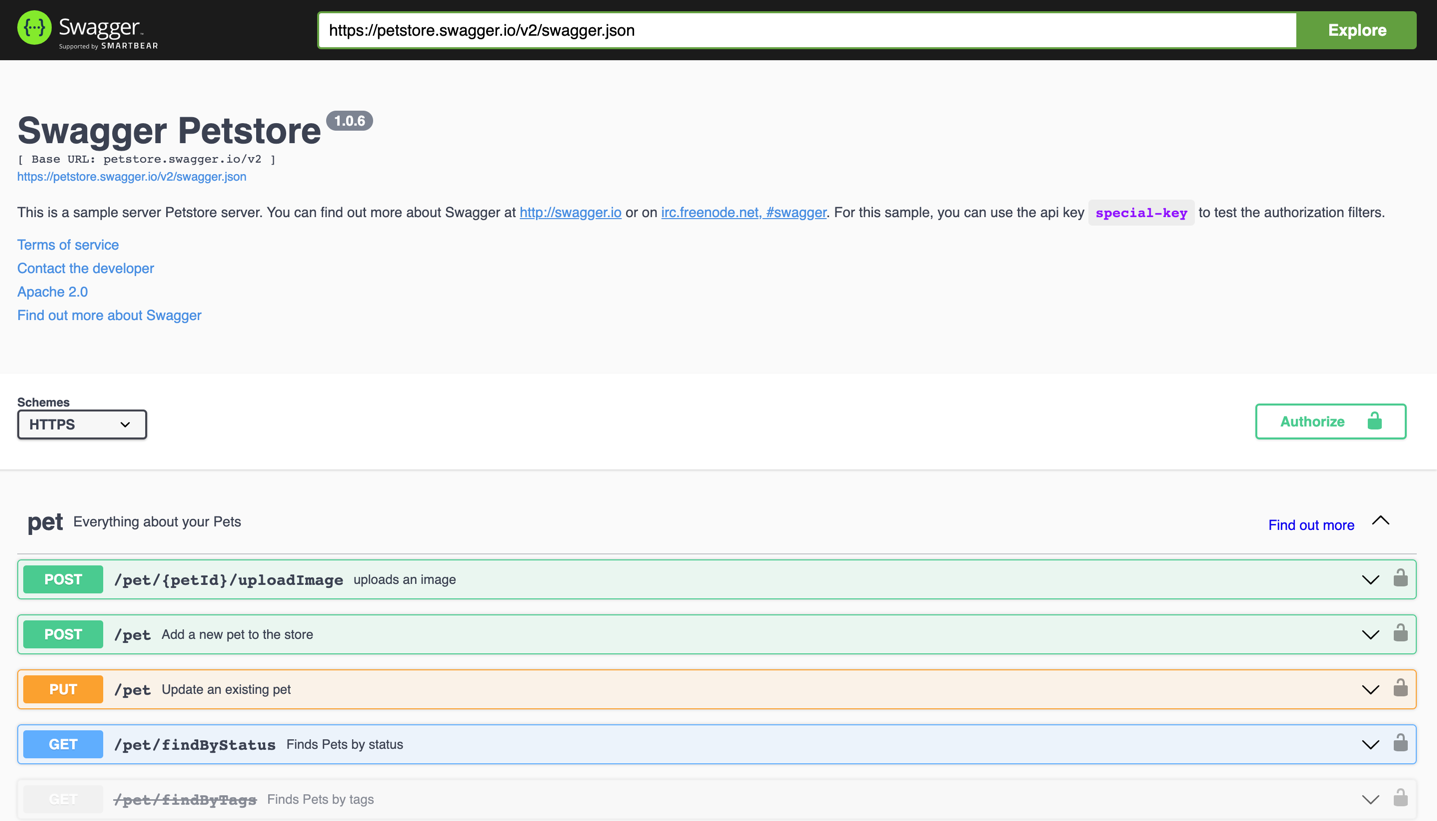 Swagger™
Supported by SMARTBEAR
https://petstore.swagger.io/v2/swagger.json
Explore
Swagger Petstore 1.0.6
[ Base URL: petstore.swagger.io/v2 ]
https://petstore.swagger.io/v2/swagger.json
This is a sample server Petstore server. You can find out more about Swagger at http://swagger.io or on irc.freenode.net, #swagger. For this sample, you can use the api key special-key to test the authorization filters.
Terms of service
Contact the developer
Apache 2.0
Find out more about Swagger
Schemes
HTTPS
Authorize
pet Everything about your Pets
Find out more
POST /pet/{petId}/uploadImage uploads an image
POST /pet Add a new pet to the store
PUT /pet Update an existing pet
GET /pet/findByStatus Finds Pets by status
GET /pet/findByTags Finds Pets by tags